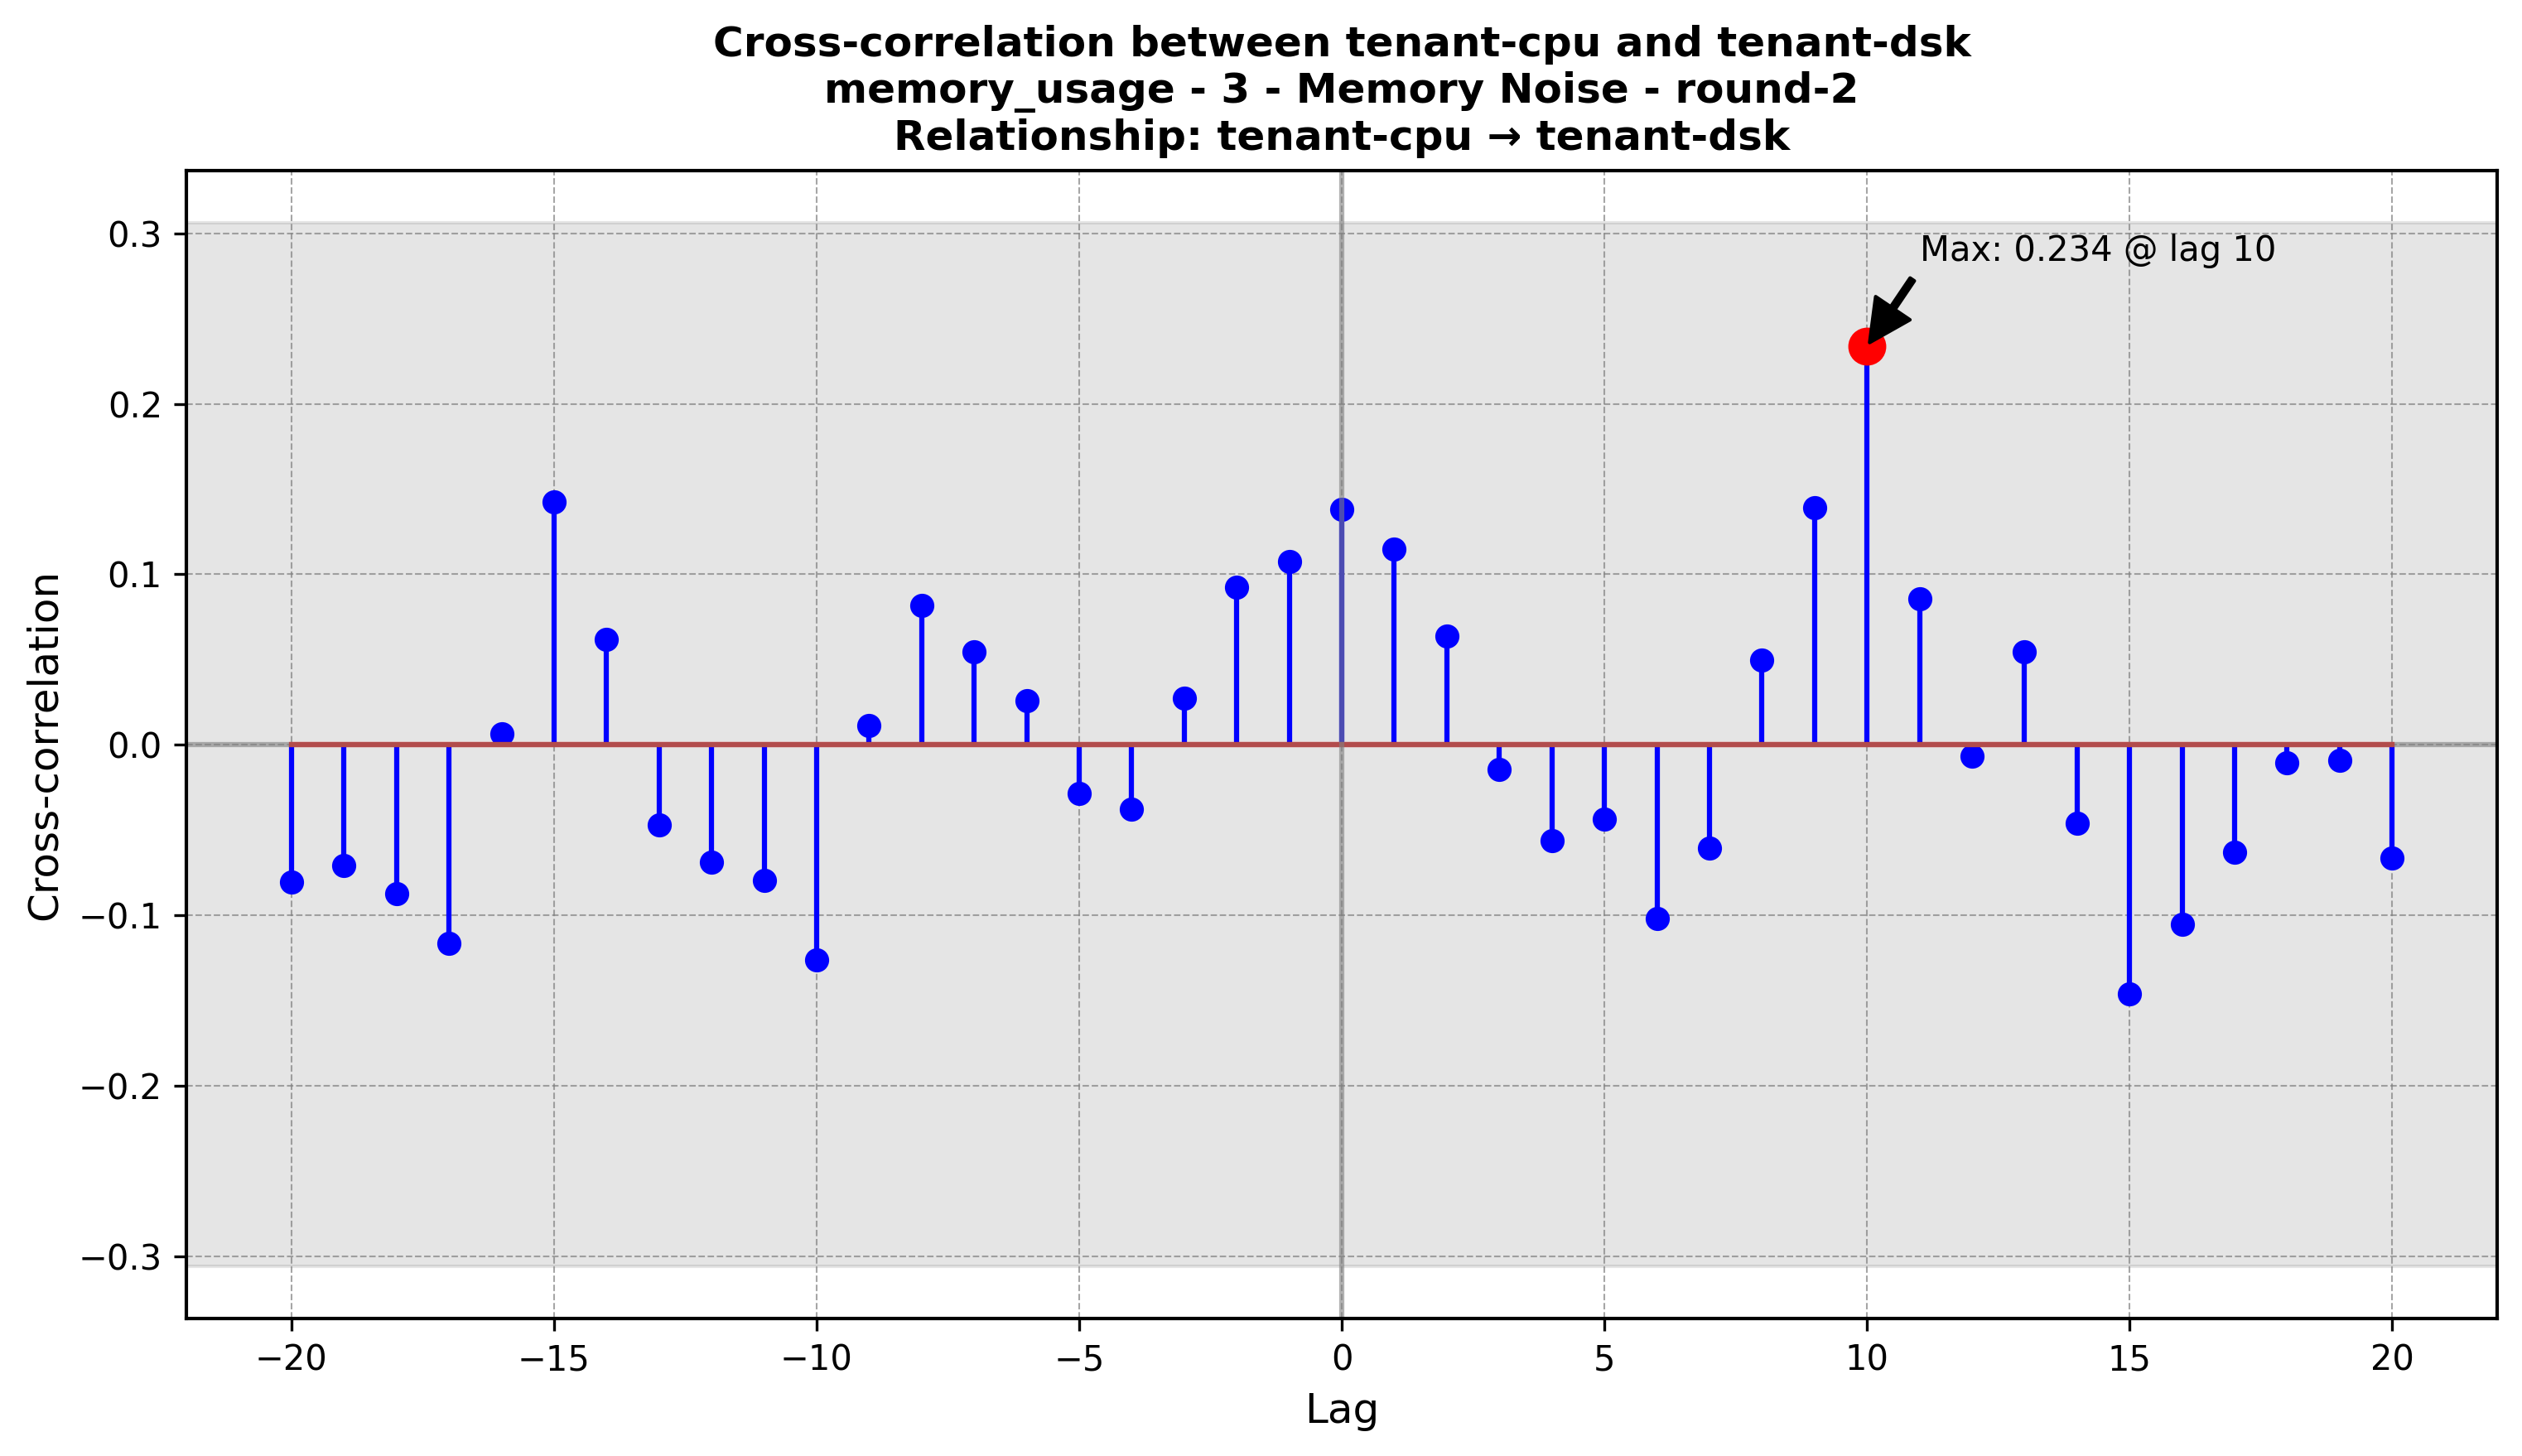 Cross-correlation between tenant-cpu and tenant-dsk
memory_usage - 3 - Memory Noise - round-2
Relationship: tenant-cpu → tenant-dsk
Max: 0.234 @ lag 10
0.3
0.2
0.1
0.0
−0.1
−0.2
−0.3
Cross-correlation
−20
−15
−10
−5
0
5
10
15
20
Lag